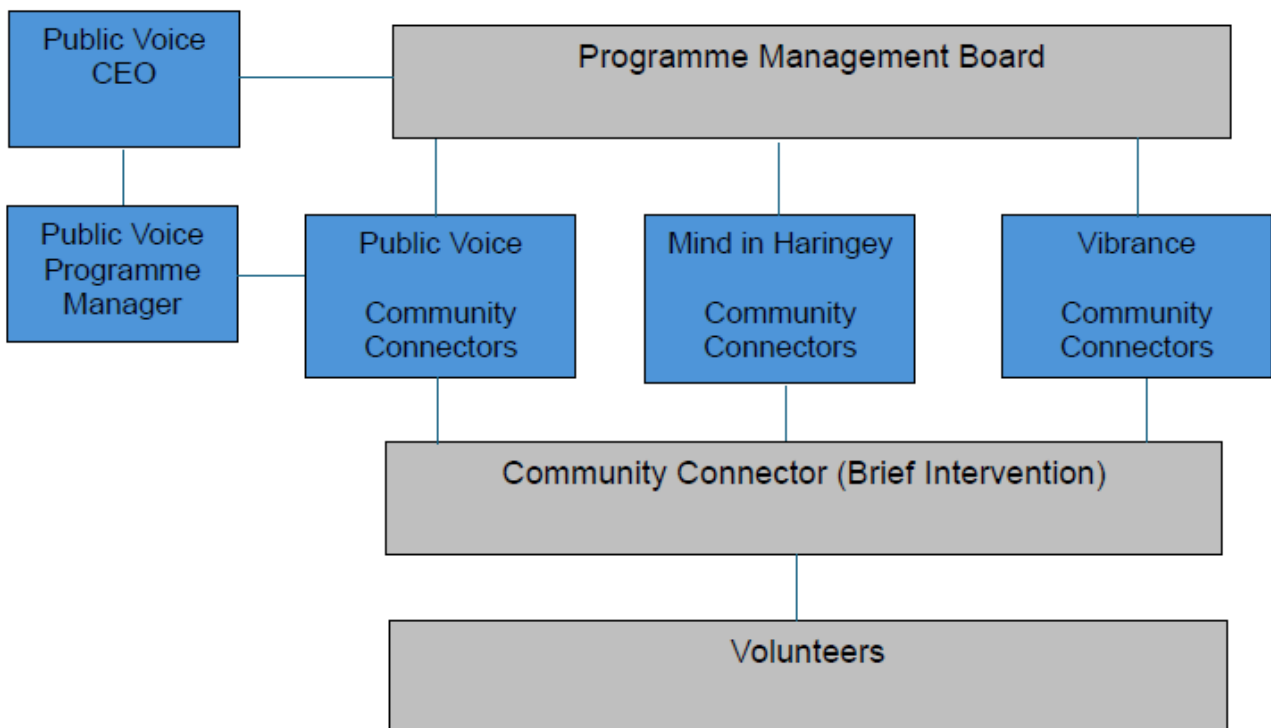 Public Voice
CEO
Programme Management Board
Public Voice
Programme
Manager
Public Voice
Community
Connectors
Mind in Haringey
Community
Connectors
Vibrance
Community
Connectors
Community Connector (Brief Intervention)
Volunteers